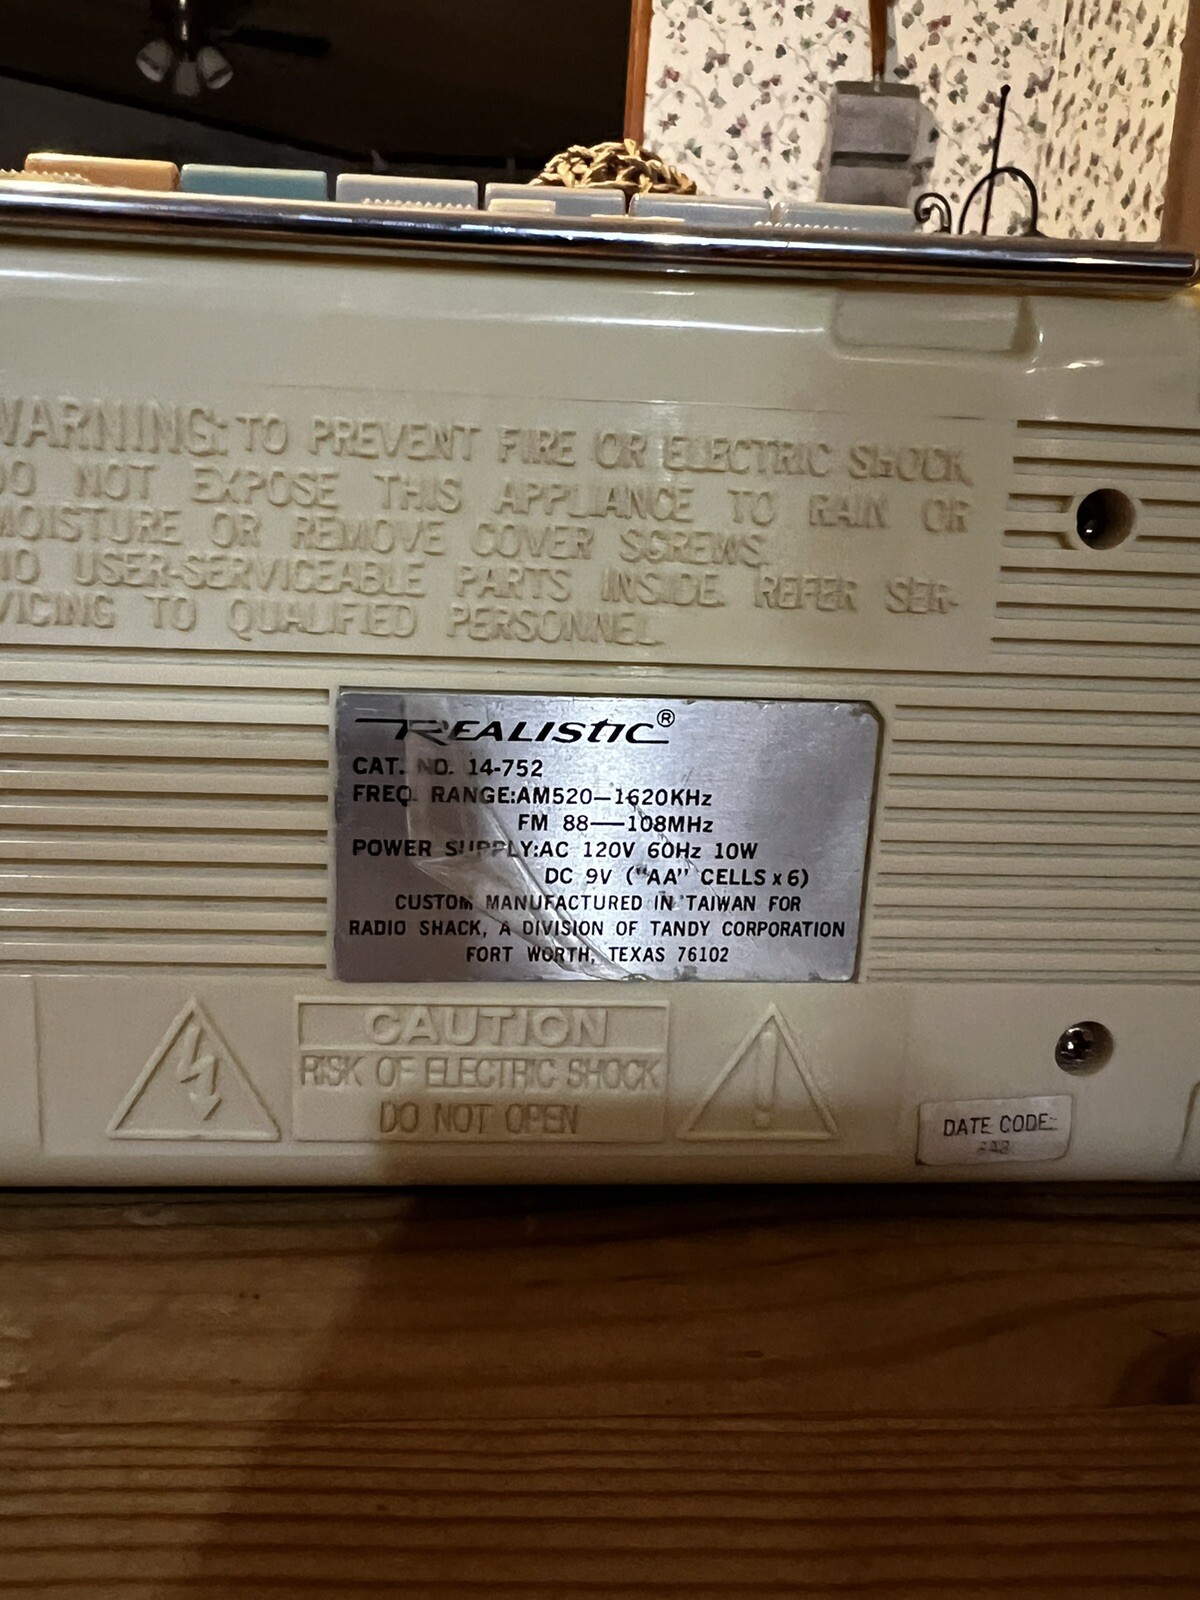 WARNING: TO PREVENT FIRE OR ELECTRIC SHOCK,
DO NOT EXPOSE THIS APPLIANCE TO RAIN OR
MOISTURE OR REMOVE COVER SCREWS.
NO USER-SERVICEABLE PARTS INSIDE. REFER SER-
VICING TO QUALIFIED PERSONNEL.
REALISTIC®
CAT. NO. 14-752
FREQ. RANGE:AM520—1620KHz
FM 88—108MHz
POWER SUPPLY:AC 120V 60Hz 10W
DC 9V ("AA" CELLS x 6)
CUSTOM MANUFACTURED IN TAIWAN FOR
RADIO SHACK, A DIVISION OF TANDY CORPORATION
FORT WORTH, TEXAS 76102
CAUTION
RISK OF ELECTRIC SHOCK
DO NOT OPEN
DATE CODE: